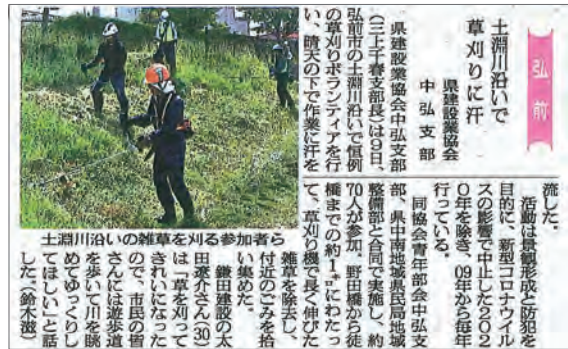 弘前
土淵川沿いで
草刈りに汗
県建設業協会
中弘支部
県建設業協会中弘支部
(三上千春支部長)は9日、
弘前市の土淵川沿いで恒例
の草刈りボランティアを行
い、晴天の下で作業に汗を
流した。
活動は景観形成と防犯を
目的に、新型コロナウイル
スの影響で中止した202
0年を除き、09年から毎年
行っている。
同協会青年部会中弘支
部、県中南地域県民局地域
整備部と合同で実施し、約
70人が参加。野田橋から徒
橋までの約1㌔にわたっ
て、草刈り機で長く伸びた
雑草を除去し、
付近のごみを拾
い集めた。
鎌田建設の太
田遼介さん(30)
は「草を刈って
きれいになった
ので、市民の皆
さんには遊歩道
を歩いて川を眺
めてゆっくりし
てほしい」と話
した。(鈴木滋)
土淵川沿いの雑草を刈る参加者ら